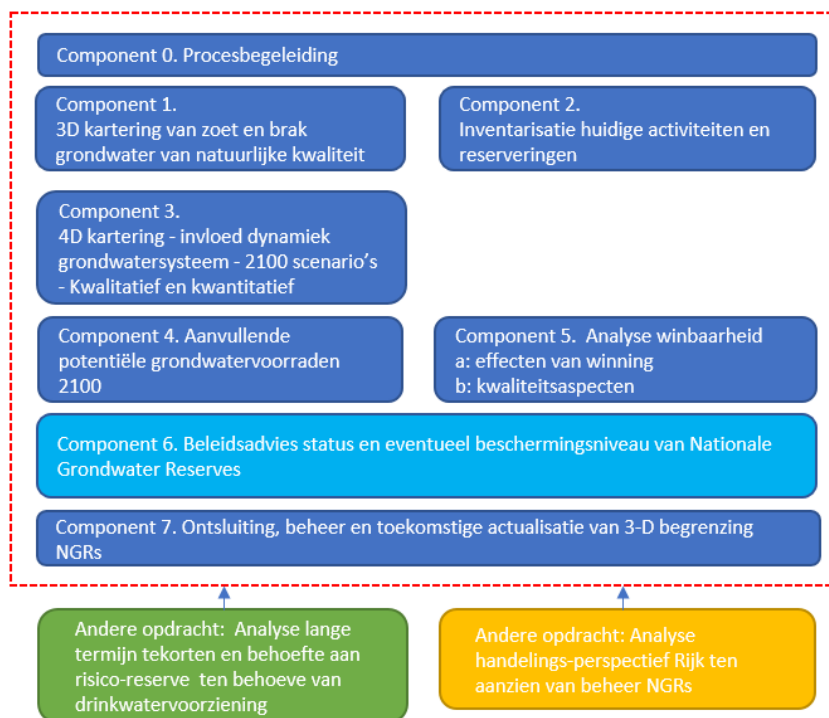 Component 0. Procesbegeleiding
Component 1.
3D kartering van zoet en brak
grondwater van natuurlijke kwaliteit
Component 2.
Inventarisatie huidige activiteiten en
reserveringen
Component 3.
4D kartering - invloed dynamiek
grondwatersysteem - 2100 scenario's
- Kwalitatief en kwantitatief
Component 4. Aanvullende
potentiële grondwatervoorraden
2100
Component 5. Analyse winbaarheid
a: effecten van winning
b: kwaliteitsaspecten
Component 6. Beleidsadvies status en eventueel beschermingsniveau van Nationale
Grondwater Reserves
Component 7. Ontsluiting, beheer en toekomstige actualisatie van 3-D begrenzing
NGRs
Andere opdracht: Analyse lange
termijn tekorten en behoefte aan
risico-reserve ten behoeve van
drinkwatervoorziening
Andere opdracht: Analyse
handelings-perspectief Rijk ten
aanzien van beheer NGRs